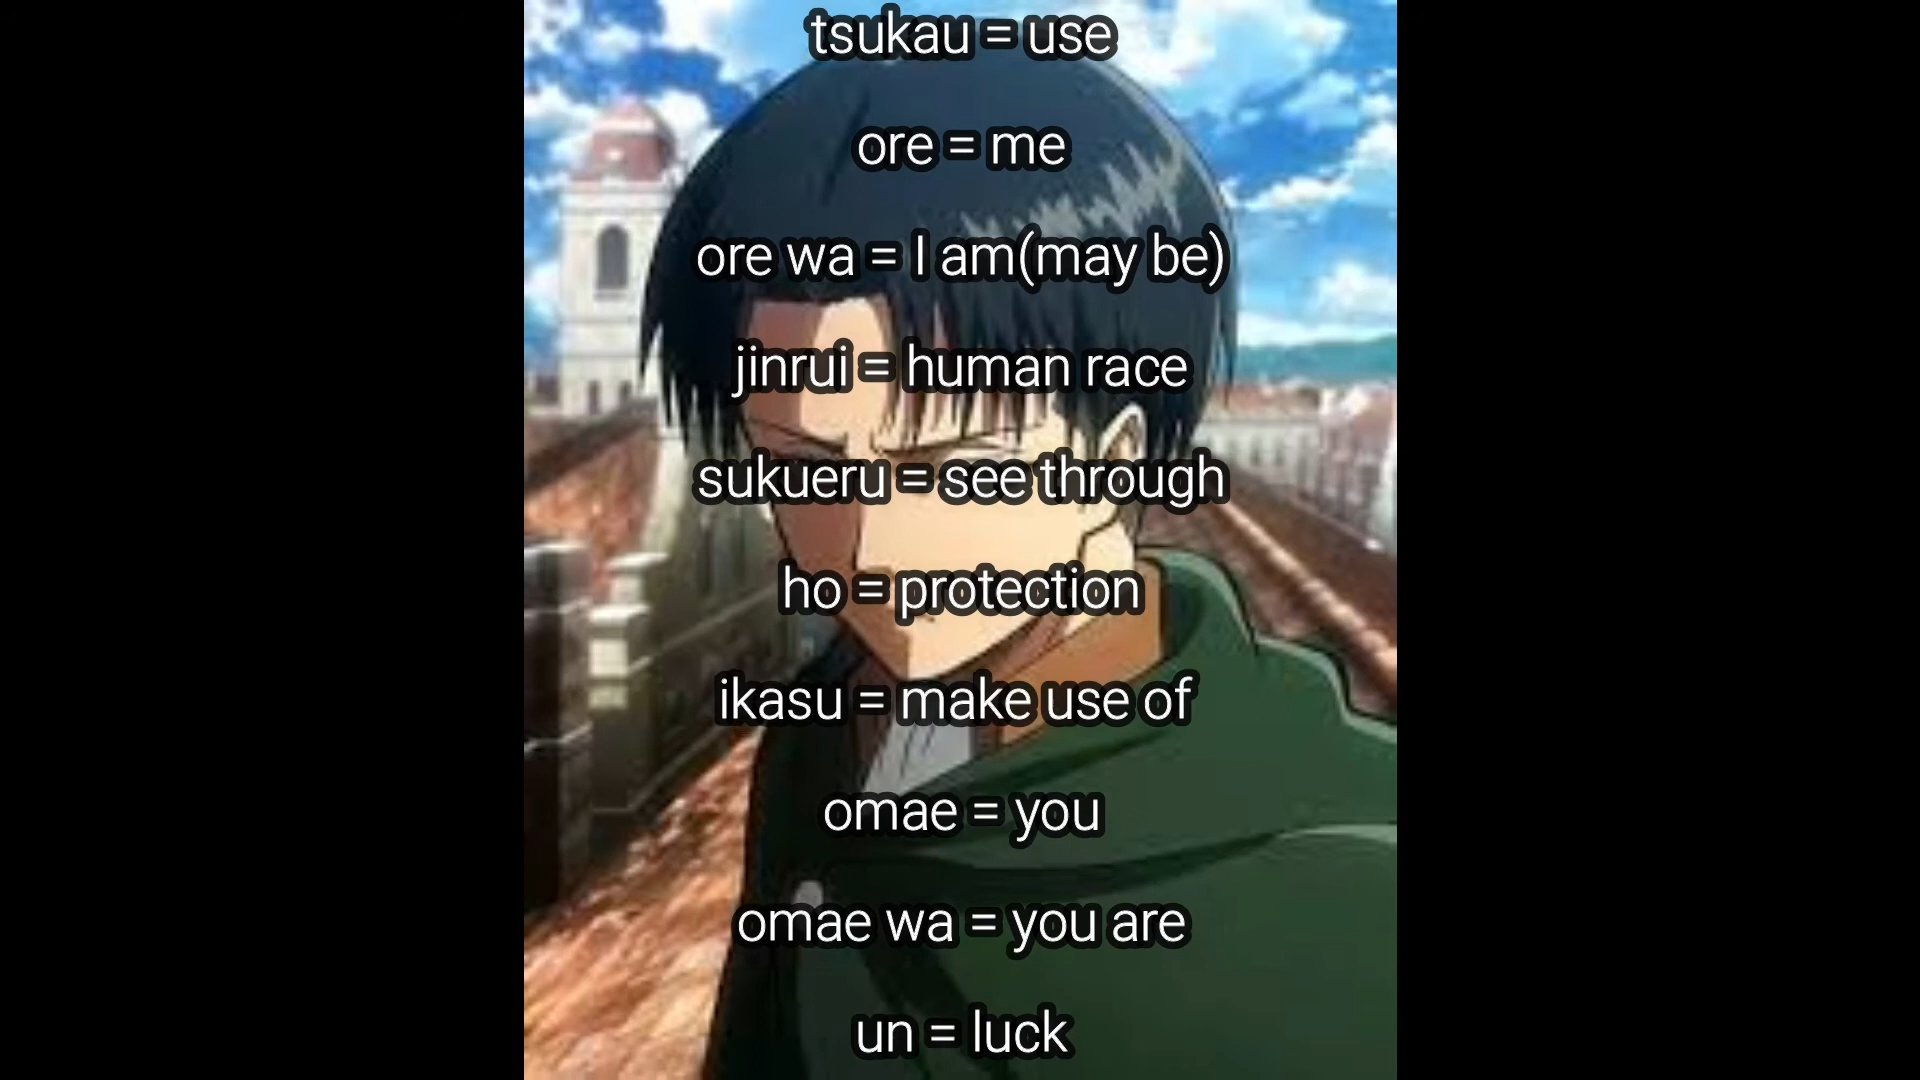 tsukau = use
ore = me
ore wa = I am(may be)
jinrui = human race
sukueru = see through
ho = protection
ikasu = make use of
omae = you
omae wa = you are
un = luck